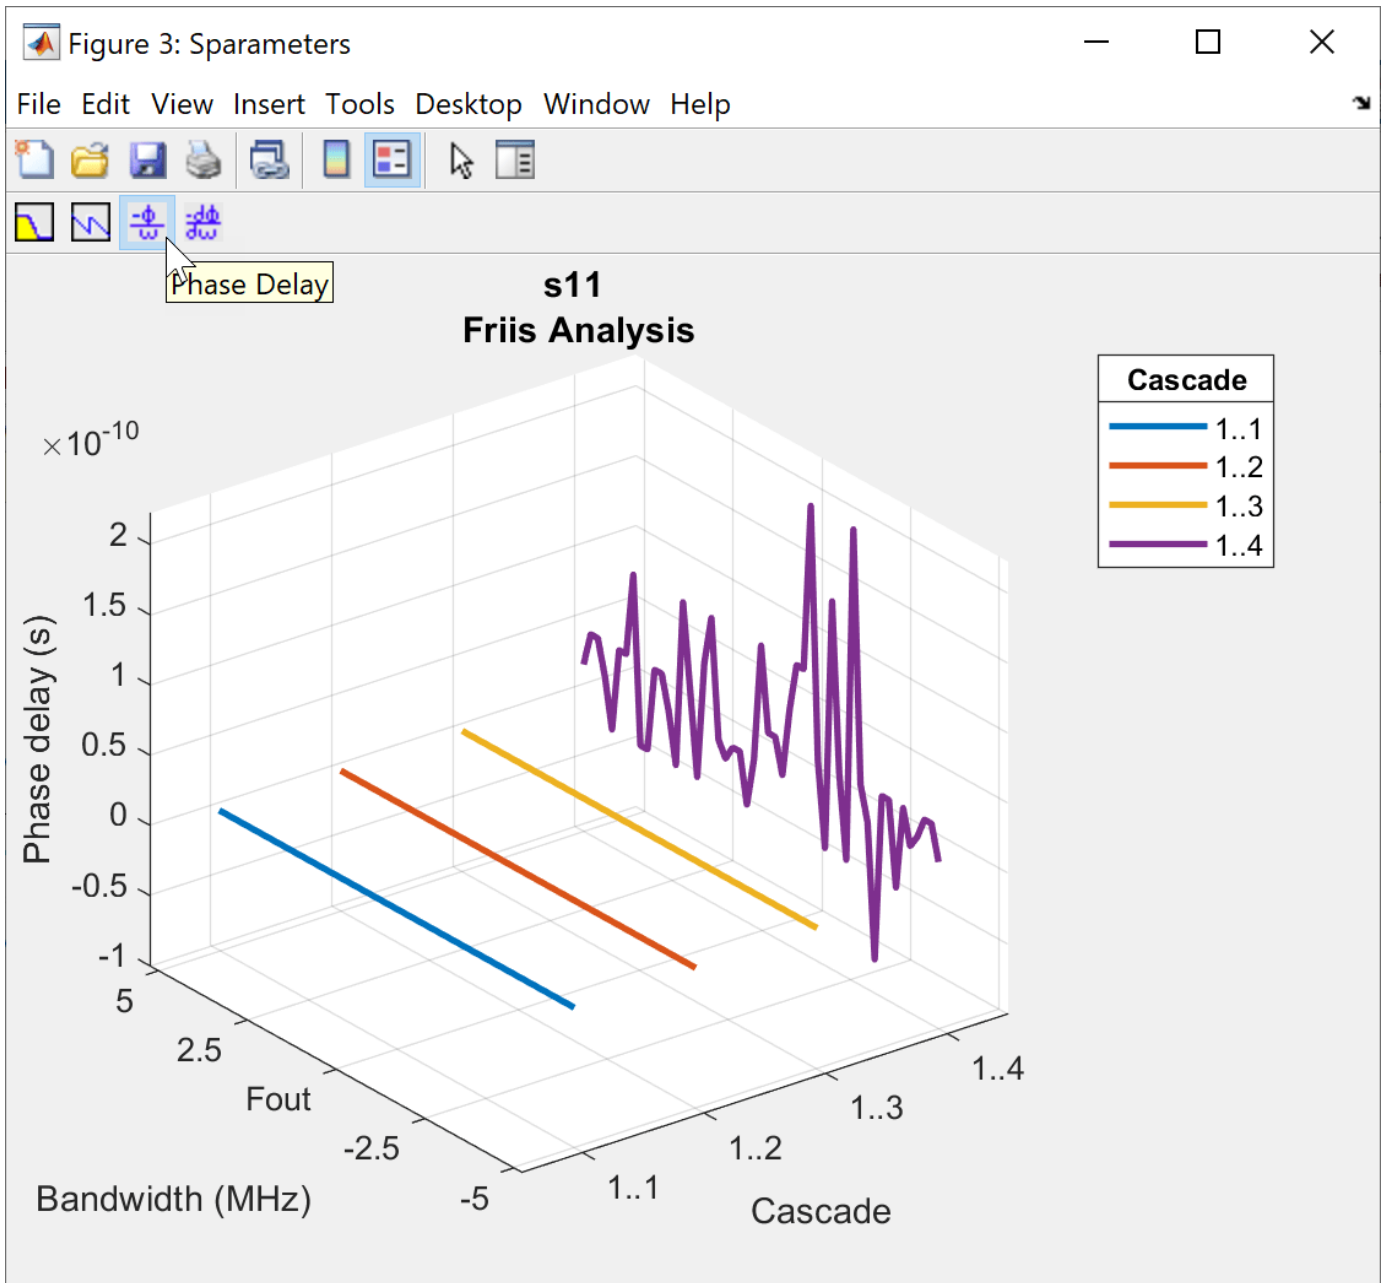 Figure 3: Sparameters
File Edit View Insert Tools Desktop Window Help
-Φ
ω
-dΦ
dω
Phase Delay
s11
Friis Analysis
×10-10
Phase delay (s)
2
1.5
1
0.5
0
-0.5
-1
5
2.5
Fout
-2.5
-5
Bandwidth (MHz)
1..1
1..2
1..3
1..4
Cascade
Cascade
1..1
1..2
1..3
1..4